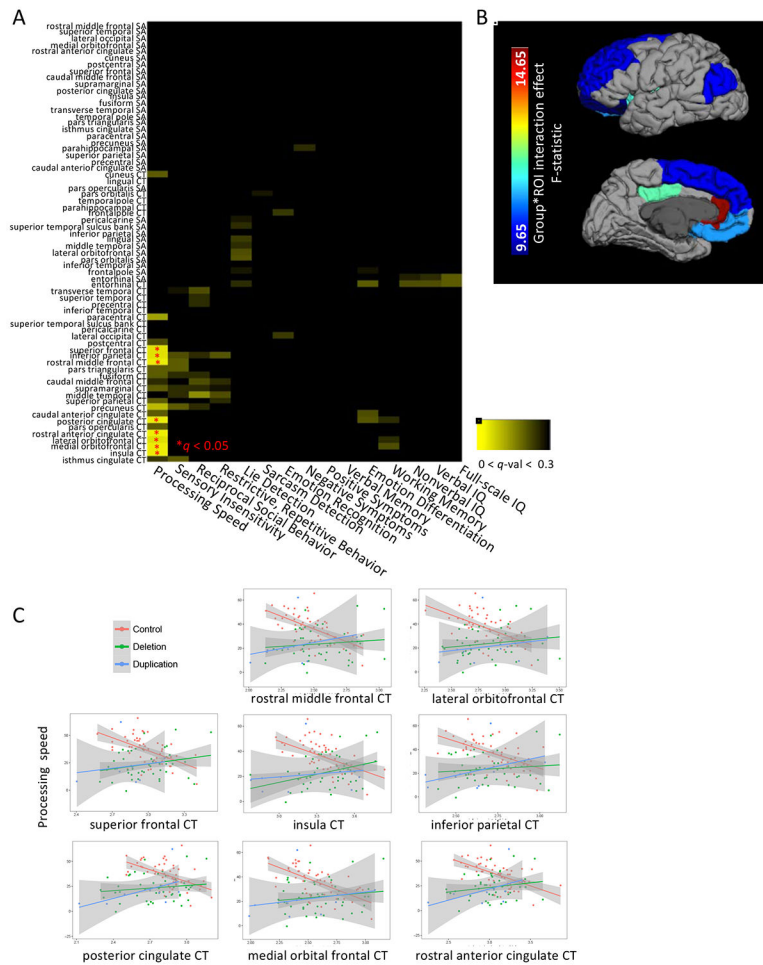 A
rostral middle frontal SA
superior temporal SA
lateral occipital SA
medial orbitofrontal SA
rostral anterior cingulate SA
cuneus SA
postcentral SA
superior frontal SA
caudal middle frontal SA
supramarginal SA
posterior cingulate SA
insula SA
fusiform SA
transverse temporal SA
temporal pole SA
pars triangularis SA
isthmus cingulate SA
paracentral SA
precuneus SA
parahippocampal SA
superior parietal SA
precentral SA
caudal anterior cingulate SA
cuneus CT
lingual CT
pars opercularis SA
pars orbitalis CT
temporalpole CT
parahippocampal CT
frontalpole CT
pericalcarine SA
superior temporal sulcus bank SA
inferior parietal SA
lingual SA
middle temporal SA
lateral orbitofrontal SA
pars orbitalis SA
inferior temporal SA
frontalpole SA
entorhinal SA
entorhinal CT
transverse temporal CT
superior temporal CT
precentral CT
inferior temporal CT
paracentral CT
superior temporal sulcus bank CT
pericalcarine CT
lateral occipital CT
postcentral CT
superior frontal CT
inferior parietal CT
rostral middle frontal CT
pars triangularis CT
fusiform CT
caudal middle frontal CT
supramarginal CT
middle temporal CT
superior parietal CT
precuneus CT
caudal anterior cingulate CT
posterior cingulate CT
pars opercularis CT
rostral anterior cingulate CT
lateral orbitofrontal CT
medial orbitofrontal CT
insula CT
isthmus cingulate CT
*q < 0.05
Processing Speed
Sensory Insensitivity
Reciprocal Social Behavior
Restrictive, Repetitive Behavior
Lie Detection
Sarcasm Detection
Emotion Recognition
Negative Symptoms
Positive Symptoms
Verbal Memory
Emotion Differentiation
Working Memory
Nonverbal IQ
Verbal IQ
Full-scale IQ
0 < q-val < 0.3
B
14.65
9.65
Group*ROI interaction effect
F-statistic
C
Control
Deletion
Duplication
Processing speed
rostral middle frontal CT
lateral orbitofrontal CT
superior frontal CT
insula CT
inferior parietal CT
posterior cingulate CT
medial orbital frontal CT
rostral anterior cingulate CT